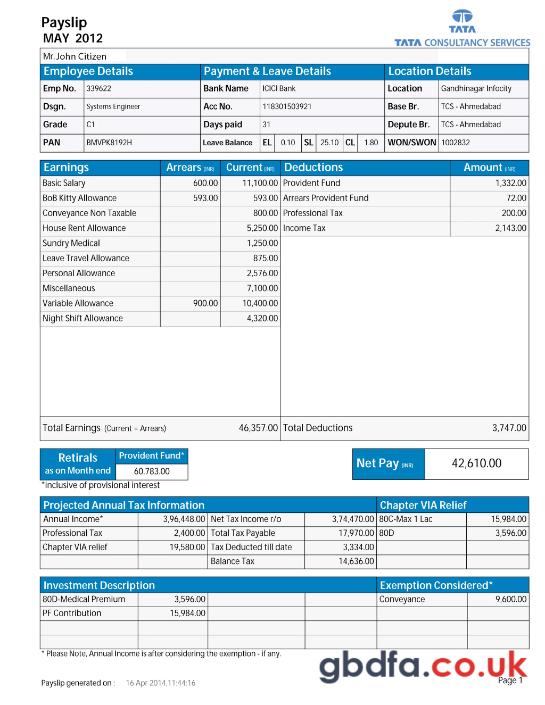 Payslip
MAY 2012
TATA
TATA CONSULTANCY SERVICES
Mr.John Citizen
Employee Details Payment & Leave Details Location Details
Emp No. 339622 Bank Name ICICI Bank Location Gandhinagar Infocity
Dsgn. Systems Engineer Acc No. 118301503921 Base Br. TCS - Ahmedabad
Grade C1 Days paid 31 Depute Br. TCS - Ahmedabad
PAN BMVPK8192H Leave Balance EL 0.10 SL 25.10 CL 1.80 WON/SWON 1002832
Earnings Arrears (INR) Current (INR) Deductions Amount (INR)
Basic Salary 600.00 11,100.00 Provident Fund 1,332.00
BoB Kitty Allowance 593.00 593.00 Arrears Provident Fund 72.00
Conveyance Non Taxable 800.00 Professional Tax 200.00
House Rent Allowance 5,250.00 Income Tax 2,143.00
Sundry Medical 1,250.00
Leave Travel Allowance 875.00
Personal Allowance 2,576.00
Miscellaneous 7,100.00
Variable Allowance 900.00 10,400.00
Night Shift Allowance 4,320.00
Total Earnings (Current + Arrears) 46,357.00 Total Deductions 3,747.00
Retirals Provident Fund*
as on Month end 60.783.00
Net Pay (INR) 42,610.00
*inclusive of provisional interest
Projected Annual Tax Information Chapter VIA Relief
Annual Income* 3,96,448.00 Net Tax Income r/o 3,74,470.00 80C-Max 1 Lac 15,984.00
Professional Tax 2,400.00 Total Tax Payable 17,970.00 80D 3,596.00
Chapter VIA relief 19,580.00 Tax Deducted till date 3,334.00
Balance Tax 14,636.00
Investment Description Exemption Considered*
80D-Medical Premium 3,596.00 Conveyance 9,600.00
PF Contribution 15,984.00
* Please Note, Annual Income is after considering the exemption - if any.
gbdfa.co.uk
Payslip generated on : 16 Apr 2014,11:44:16 Page 1